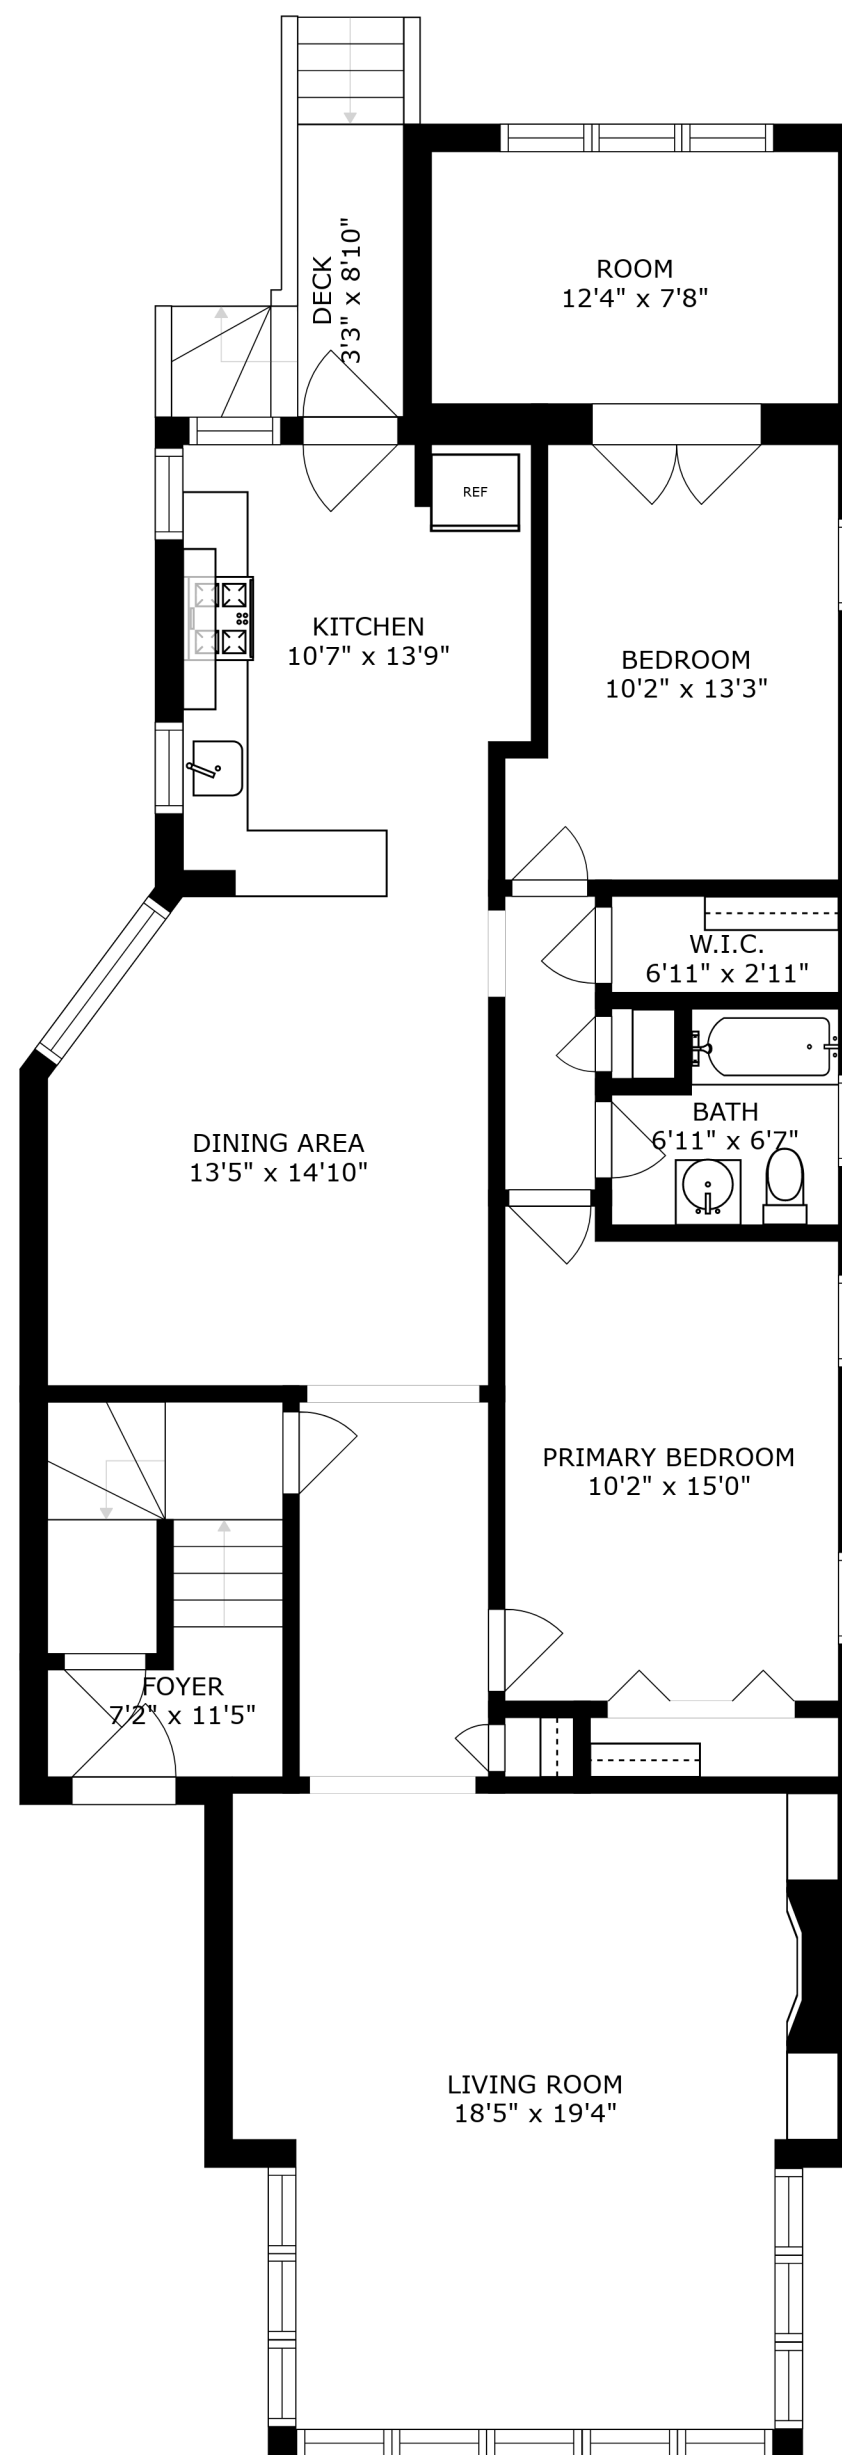 DECK
3'3" x 8'10"
ROOM
12'4" x 7'8"
REF
KITCHEN
10'7" x 13'9"
BEDROOM
10'2" x 13'3"
W.I.C.
6'11" x 2'11"
BATH
6'11" x 6'7"
DINING AREA
13'5" x 14'10"
PRIMARY BEDROOM
10'2" x 15'0"
FOYER
7'2" x 11'5"
LIVING ROOM
18'5" x 19'4"